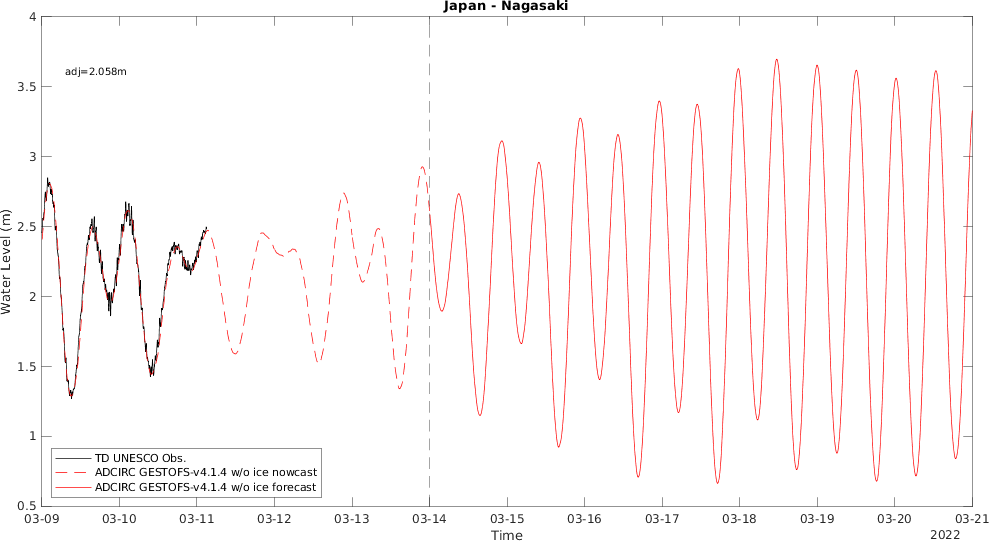 Japan - Nagasaki
adj=2.058m
4
3.5
3
2.5
2
1.5
1
0.5
Water Level (m)
TD UNESCO Obs.
ADCIRC GESTOFS-v4.1.4 w/o ice nowcast
ADCIRC GESTOFS-v4.1.4 w/o ice forecast
03-09 03-10 03-11 03-12 03-13 03-14 03-15 03-16 03-17 03-18 03-19 03-20 03-21
Time
2022